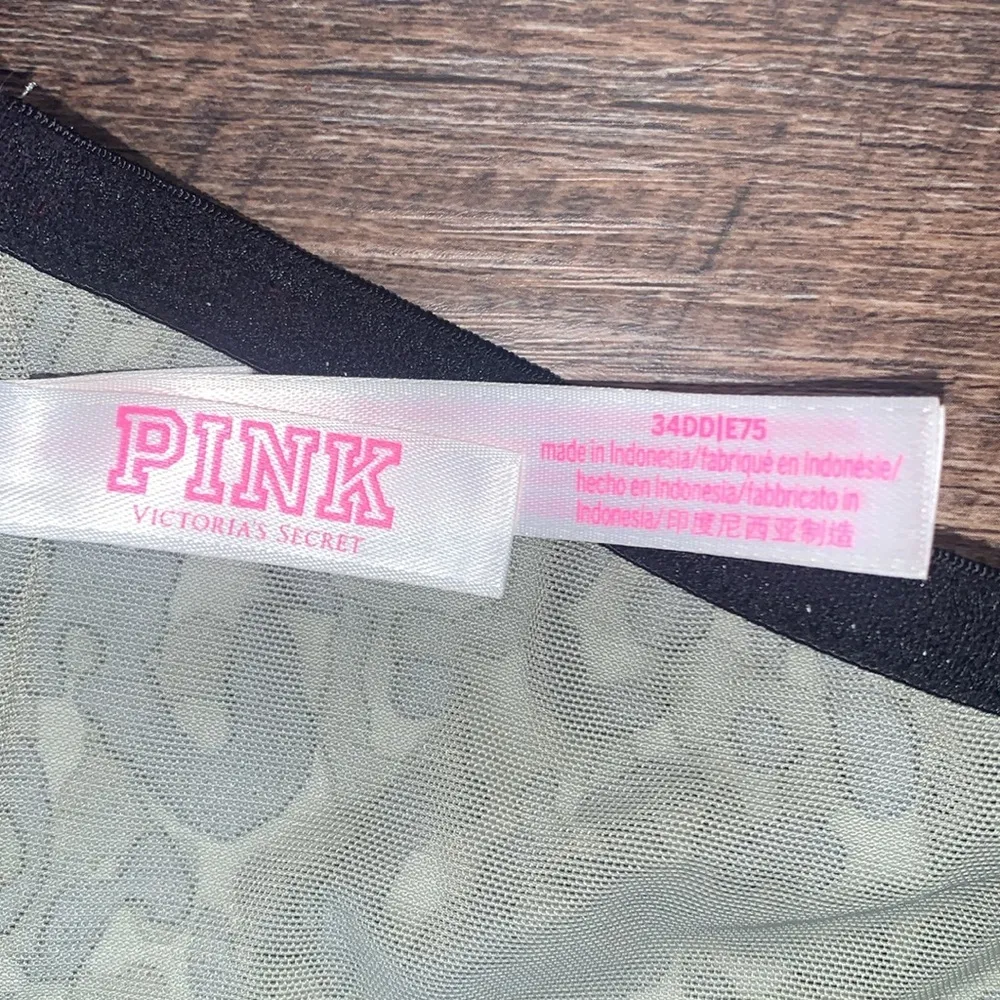 PINK
VICTORIA'S SECRET
34DD|E75
made in Indonesia/fabriqué en Indonésie/
hecho en Indonesia/fabbricato in
Indonesia/ 印度尼西亚制造